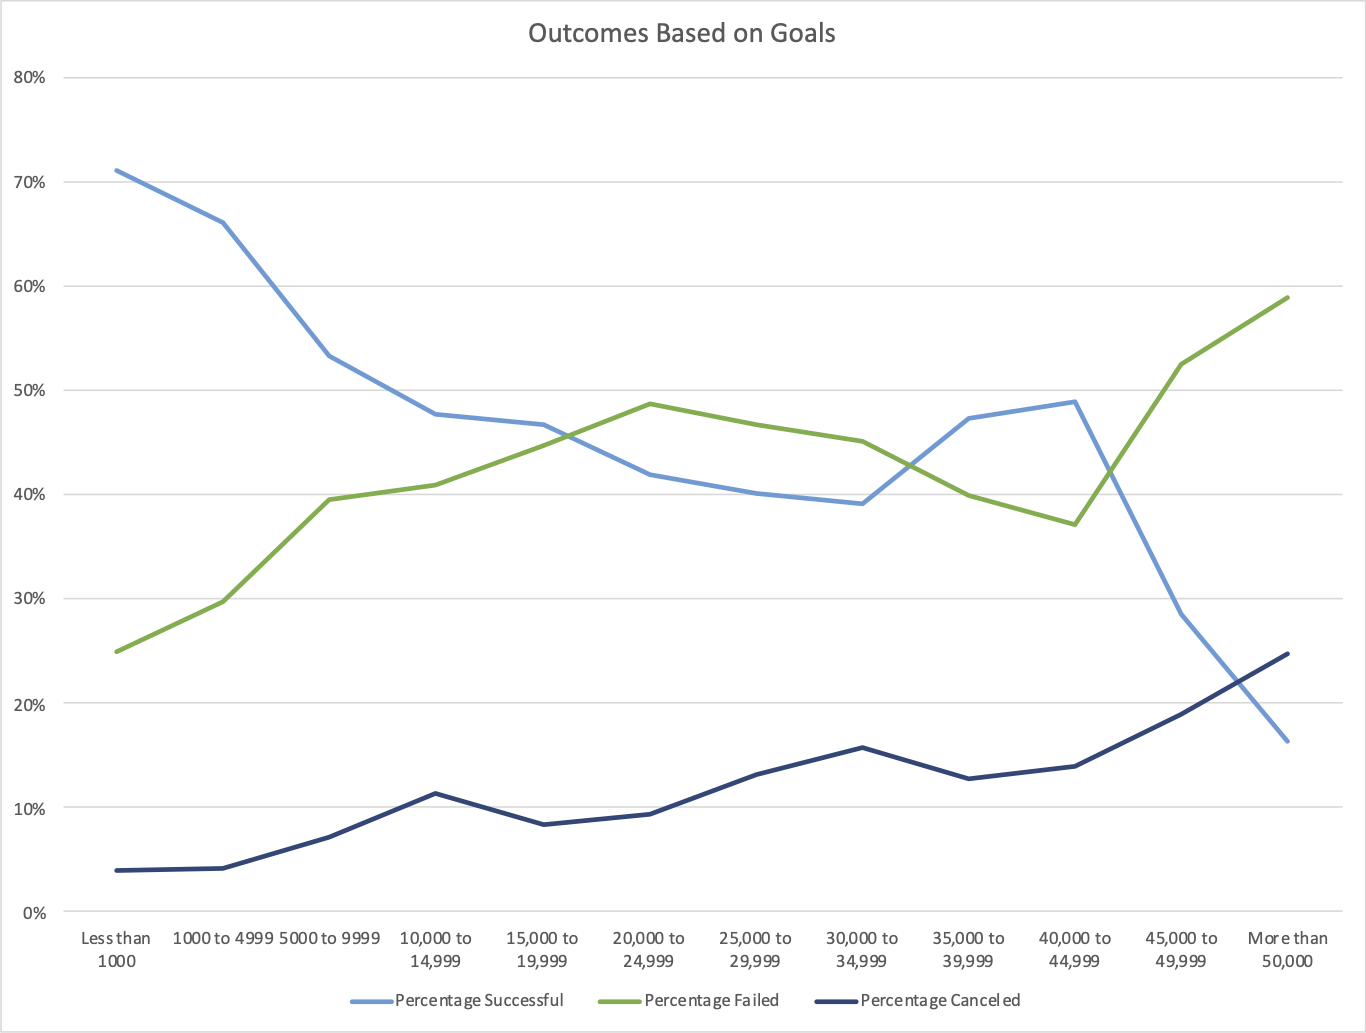 Outcomes Based on Goals
80%
70%
60%
50%
40%
30%
20%
10%
0%
Less than 1000
1000 to 4999
5000 to 9999
10,000 to 14,999
15,000 to 19,999
20,000 to 24,999
25,000 to 29,999
30,000 to 34,999
35,000 to 39,999
40,000 to 44,999
45,000 to 49,999
More than 50,000
Percentage Successful
Percentage Failed
Percentage Canceled